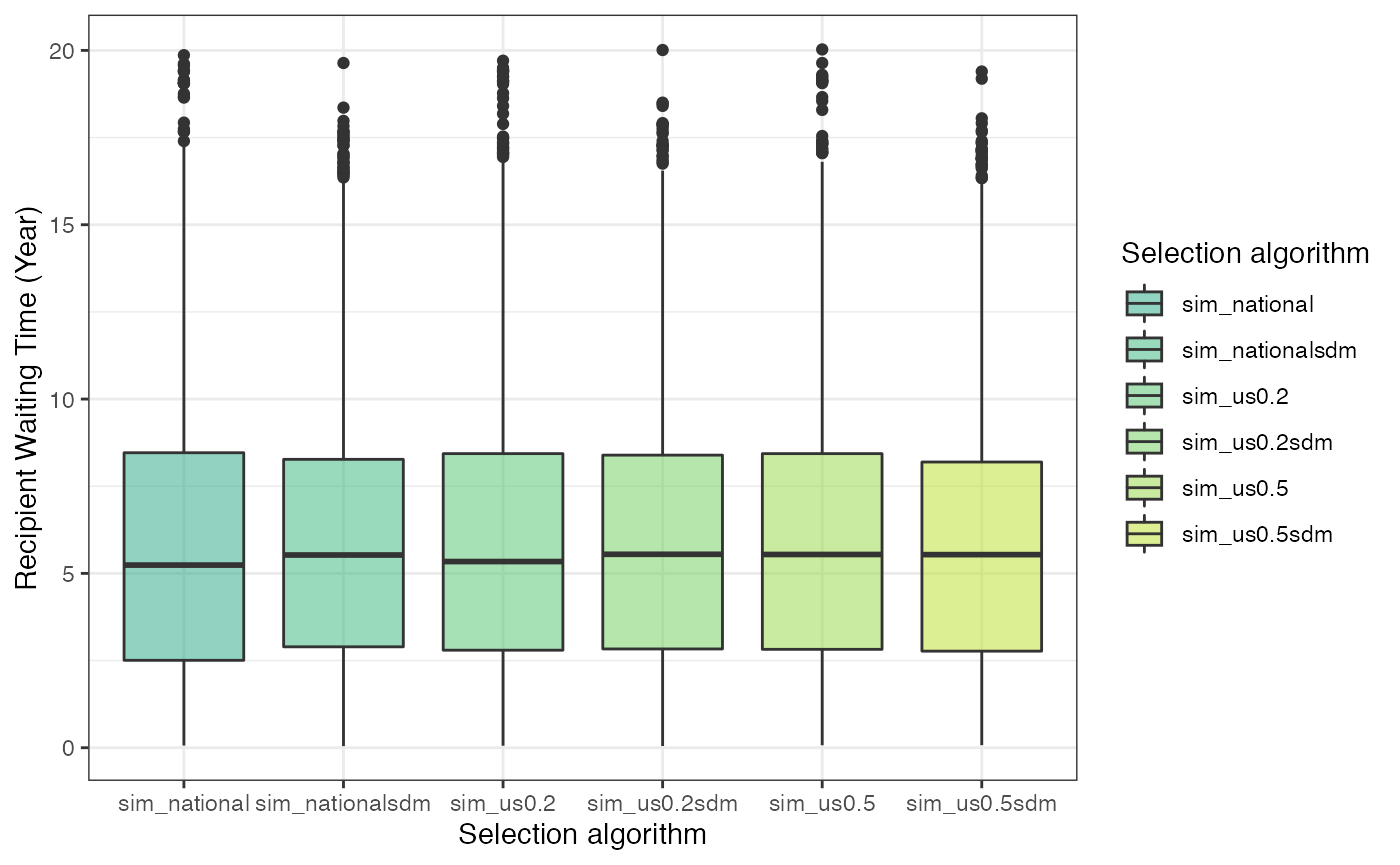 Recipient Waiting Time (Year)
20
15
10
5
0
sim_national sim_nationalsdm sim_us0.2 sim_us0.2sdm sim_us0.5 sim_us0.5sdm
Selection algorithm
Selection algorithm
sim_national
sim_nationalsdm
sim_us0.2
sim_us0.2sdm
sim_us0.5
sim_us0.5sdm